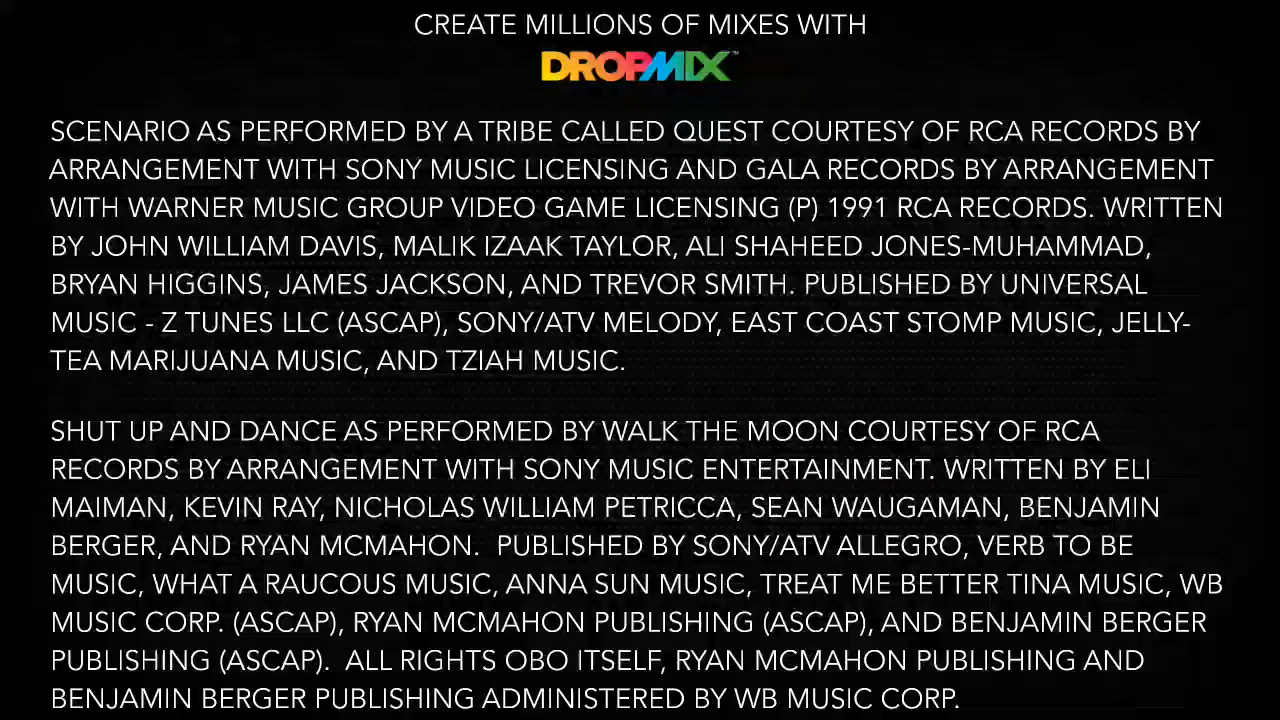 CREATE MILLIONS OF MIXES WITH
DROPMIX™
SCENARIO AS PERFORMED BY A TRIBE CALLED QUEST COURTESY OF RCA RECORDS BY
ARRANGEMENT WITH SONY MUSIC LICENSING AND GALA RECORDS BY ARRANGEMENT
WITH WARNER MUSIC GROUP VIDEO GAME LICENSING (P) 1991 RCA RECORDS. WRITTEN
BY JOHN WILLIAM DAVIS, MALIK IZAAK TAYLOR, ALI SHAHEED JONES-MUHAMMAD,
BRYAN HIGGINS, JAMES JACKSON, AND TREVOR SMITH. PUBLISHED BY UNIVERSAL
MUSIC - Z TUNES LLC (ASCAP), SONY/ATV MELODY, EAST COAST STOMP MUSIC, JELLY-
TEA MARIJUANA MUSIC, AND TZIAH MUSIC.
SHUT UP AND DANCE AS PERFORMED BY WALK THE MOON COURTESY OF RCA
RECORDS BY ARRANGEMENT WITH SONY MUSIC ENTERTAINMENT. WRITTEN BY ELI
MAIMAN, KEVIN RAY, NICHOLAS WILLIAM PETRICCA, SEAN WAUGAMAN, BENJAMIN
BERGER, AND RYAN MCMAHON.  PUBLISHED BY SONY/ATV ALLEGRO, VERB TO BE
MUSIC, WHAT A RAUCOUS MUSIC, ANNA SUN MUSIC, TREAT ME BETTER TINA MUSIC, WB
MUSIC CORP. (ASCAP), RYAN MCMAHON PUBLISHING (ASCAP), AND BENJAMIN BERGER
PUBLISHING (ASCAP).  ALL RIGHTS OBO ITSELF, RYAN MCMAHON PUBLISHING AND
BENJAMIN BERGER PUBLISHING ADMINISTERED BY WB MUSIC CORP.